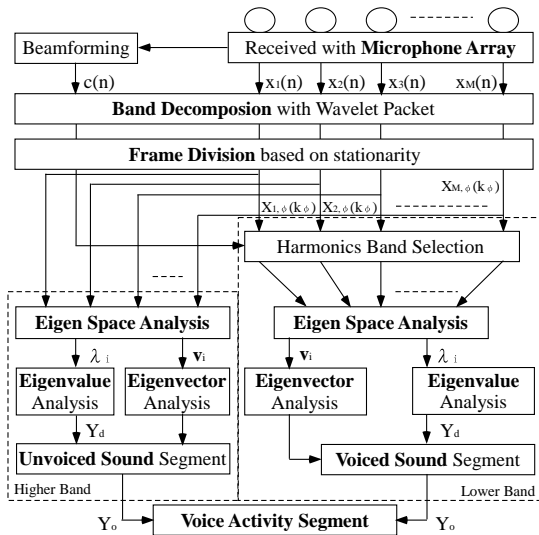 Beamforming
Received with Microphone Array
c(n)
x1(n) x2(n) x3(n) xM(n)
Band Decomposion with Wavelet Packet
Frame Division based on stationarity
XM,ϕ(kϕ)
X1,ϕ(kϕ) X2,ϕ(kϕ)
Harmonics Band Selection
Eigen Space Analysis
Eigen Space Analysis
λi vi
vi λi
Eigenvalue Analysis
Eigenvector Analysis
Eigenvector Analysis
Eigenvalue Analysis
Yd
Yd
Unvoiced Sound Segment
Voiced Sound Segment
Higher Band
Lower Band
Yo
Voice Activity Segment
Yo